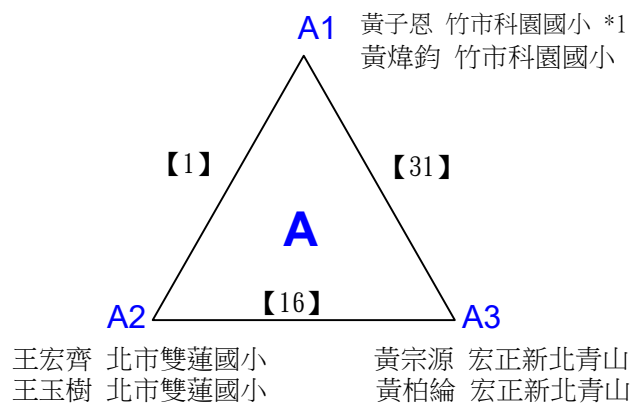 A1 黃子恩 竹市科園國小 *1
黃煒鈞 竹市科園國小
【1】 【31】
A
A2 【16】 A3
王宏齊 北市雙蓮國小 黃宗源 宏正新北青山
王玉樹 北市雙蓮國小 黃柏綸 宏正新北青山